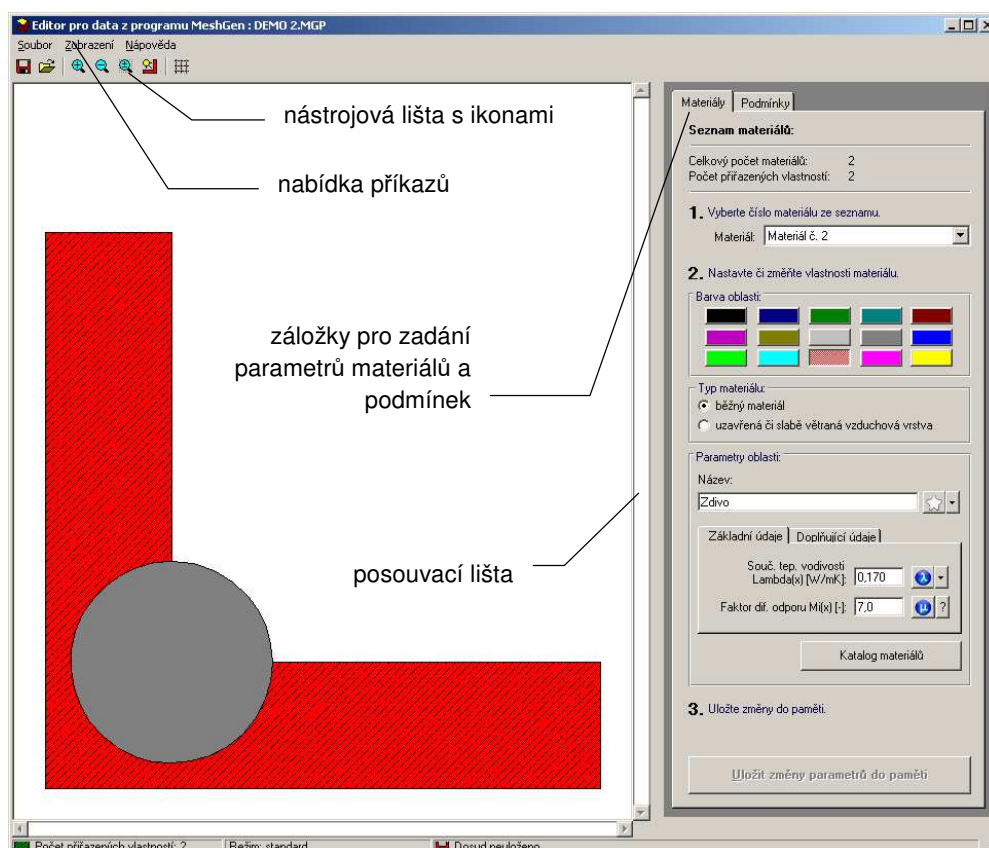 Editor pro data z programu MeshGen : DEMO 2.MGP
Soubor Zobrazení Nápověda
nástrojová lišta s ikonami
nabídka příkazů
záložky pro zadání
parametrů materiálů a
podmínek
posouvací lišta
Materiály Podmínky
Seznam materiálů:
Celkový počet materiálů: 2
Počet přiřazených vlastností: 2
1. Vyberte číslo materiálu ze seznamu.
Materiál: Materiál č. 2
2. Nastavte či změňte vlastnosti materiálu.
Barva oblasti:
Typ materiálu:
běžný materiál
uzavřená či slabě větraná vzduchová vrstva
Parametry oblasti:
Název:
Zdivo
Základní údaje Doplňující údaje
Souč. tep. vodivosti
Lambda(x) [W/mK]: 0,170 λ
Faktor dif. odporu Mi(x) [-]: 7,0 μ ?
Katalog materiálů
3. Uložte změny do paměti.
Uložit změny parametrů do paměti
Počet přiřazených vlastností: 2 Režim: standard Dosud neuloženo